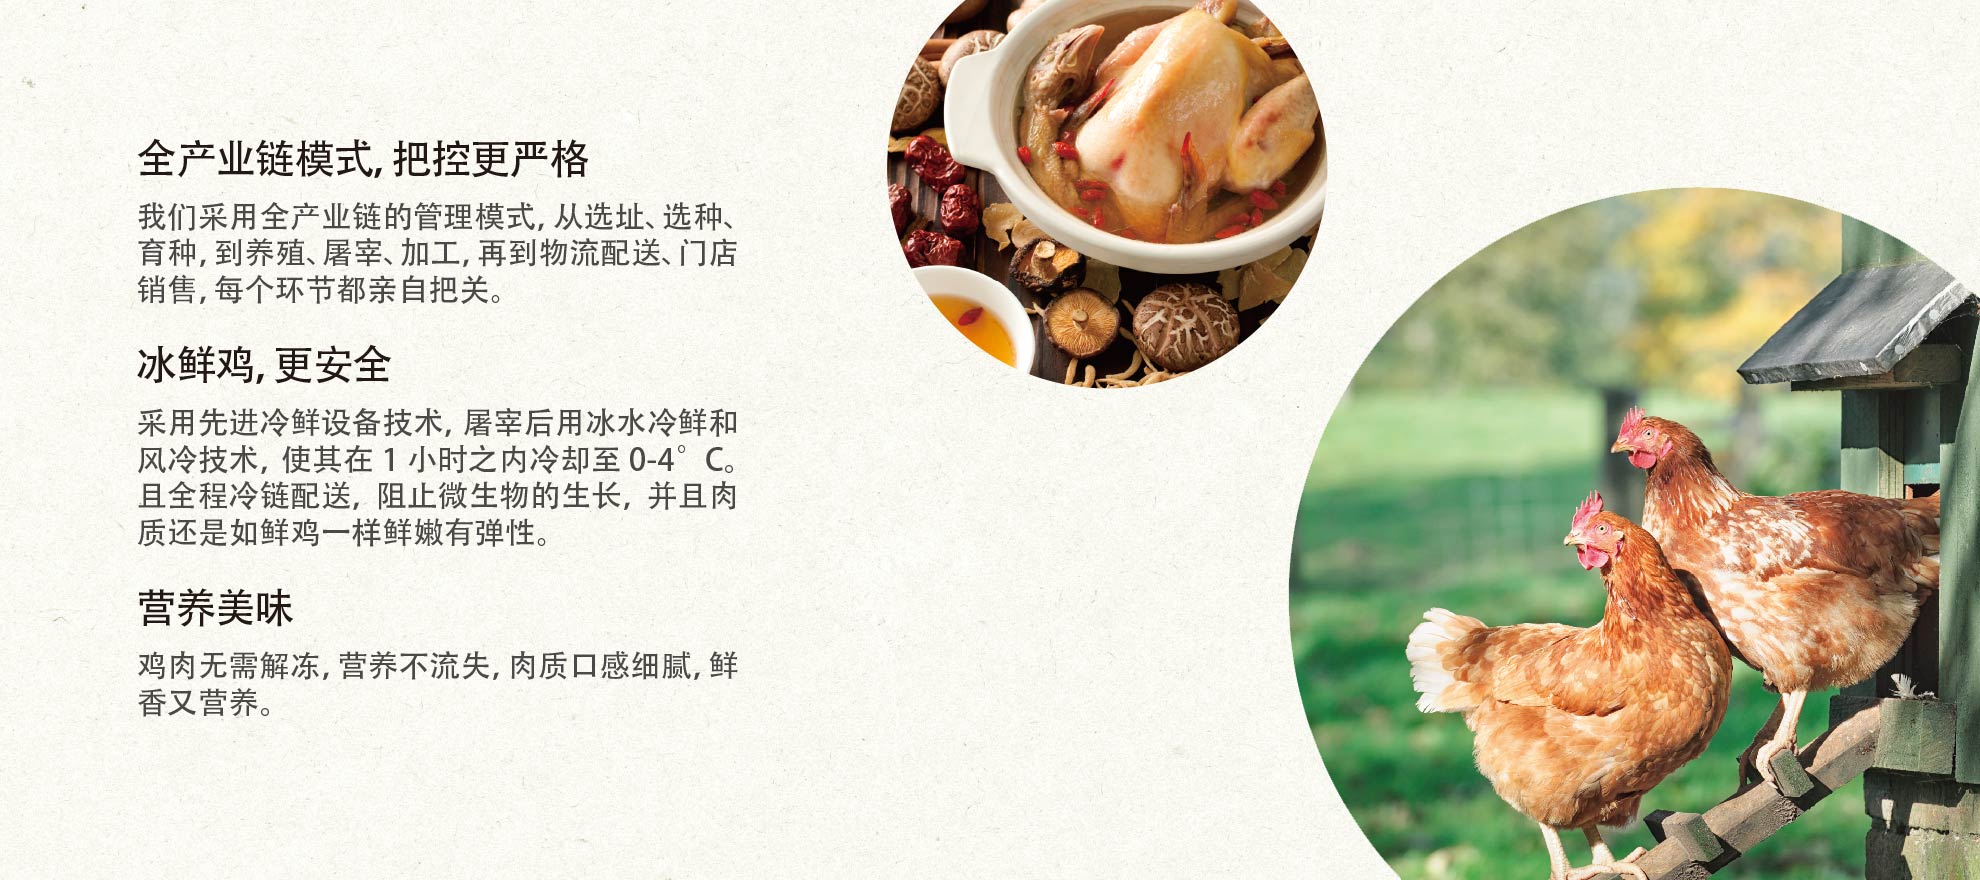 全产业链模式, 把控更严格
我们采用全产业链的管理模式, 从选址、选种、
育种, 到养殖、屠宰、加工, 再到物流配送、门店
销售, 每个环节都亲自把关。
冰鲜鸡, 更安全
采用先进冷鲜设备技术, 屠宰后用冰水冷鲜和
风冷技术, 使其在 1 小时之内冷却至 0-4°C。
且全程冷链配送, 阻止微生物的生长, 并且肉
质还是如鲜鸡一样鲜嫩有弹性。
营养美味
鸡肉无需解冻, 营养不流失, 肉质口感细腻, 鲜
香又营养。